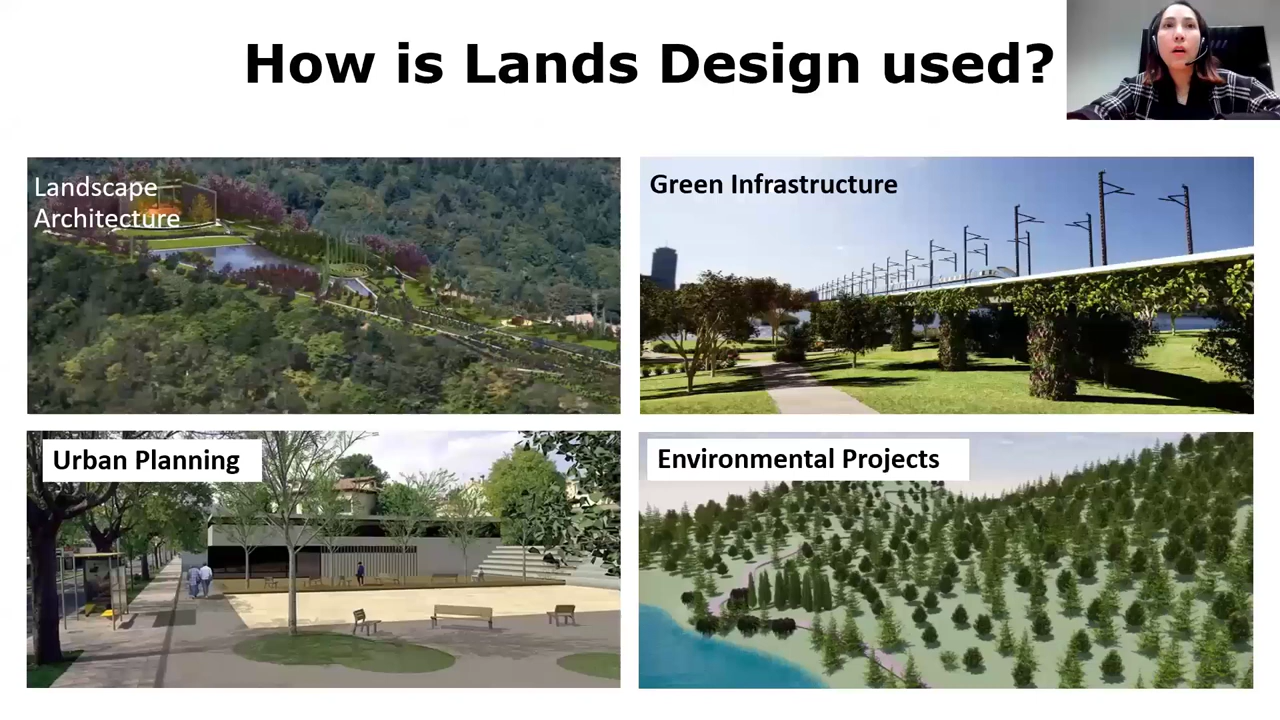 How is Lands Design used?
Landscape
Architecture
Green Infrastructure
Urban Planning
Environmental Projects